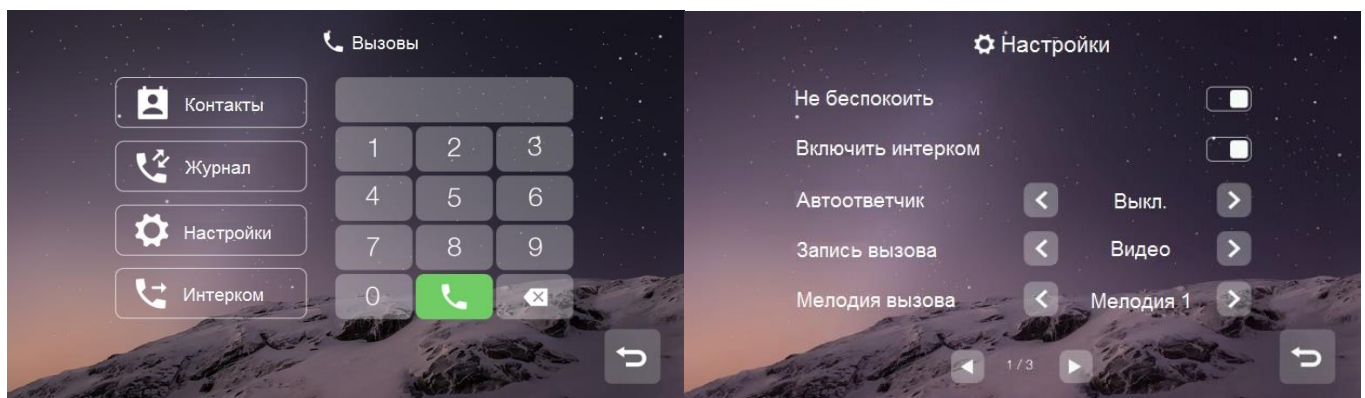 Вызовы
Контакты
Журнал
Настройки
Интерком
1 2 3
4 5 6
7 8 9
0
Настройки
Не беспокоить
Включить интерком
Автоответчик Выкл.
Запись вызова Видео
Мелодия вызова Мелодия 1
1/3